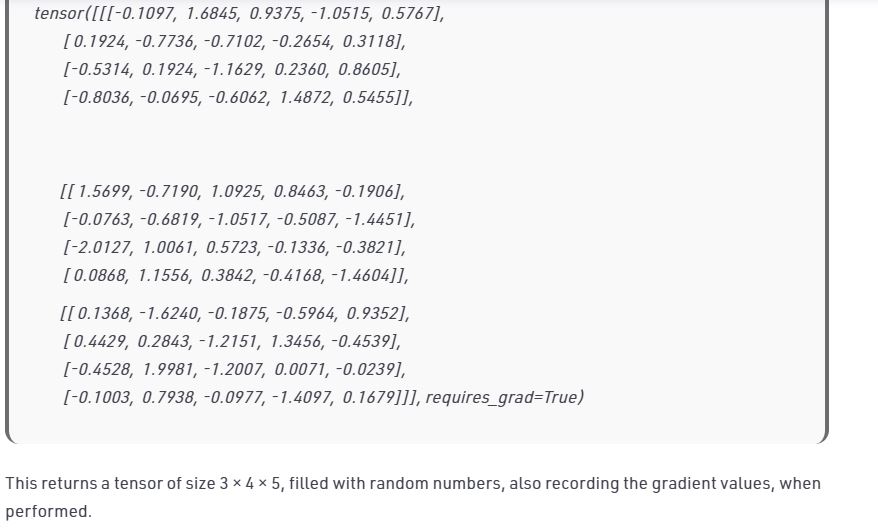 tensor([[[-0.1097, 1.6845, 0.9375, -1.0515, 0.5767],
[ 0.1924, -0.7736, -0.7102, -0.2654, 0.3118],
[-0.5314, 0.1924, -1.1629, 0.2360, 0.8605],
[-0.8036, -0.0695, -0.6062, 1.4872, 0.5455]],
[[ 1.5699, -0.7190, 1.0925, 0.8463, -0.1906],
[-0.0763, -0.6819, -1.0517, -0.5087, -1.4451],
[-2.0127, 1.0061, 0.5723, -0.1336, -0.3821],
[ 0.0868, 1.1556, 0.3842, -0.4168, -1.4604]],
[[ 0.1368, -1.6240, -0.1875, -0.5964, 0.9352],
[ 0.4429, 0.2843, -1.2151, 1.3456, -0.4539],
[-0.4528, 1.9981, -1.2007, 0.0071, -0.0239],
[-0.1003, 0.7938, -0.0977, -1.4097, 0.1679]]], requires_grad=True)
This returns a tensor of size 3 × 4 × 5, filled with random numbers, also recording the gradient values, when
performed.